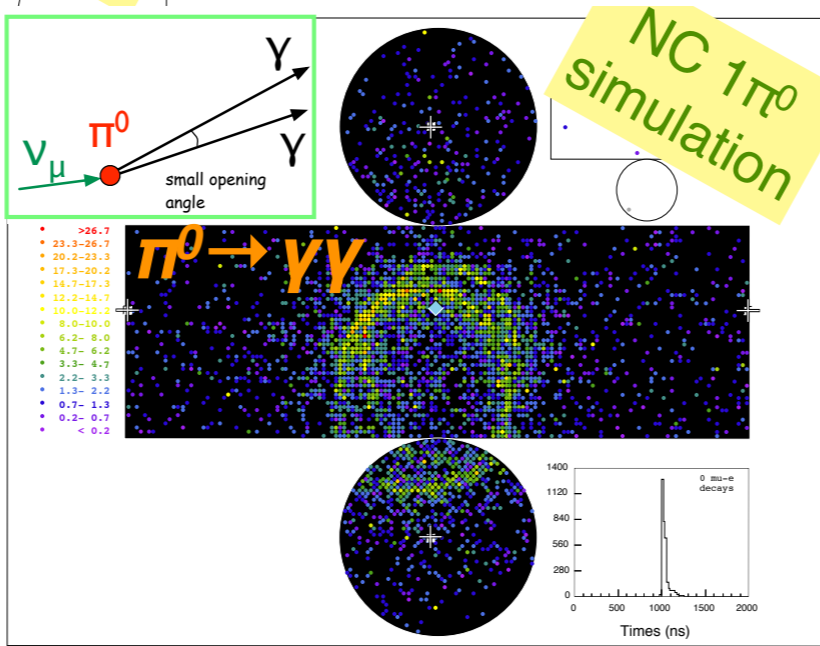 γ
γ
π⁰
ν_μ
small opening
angle
NC 1π⁰
simulation
π⁰→ γγ
>26.7
23.3-26.7
20.2-23.3
17.3-20.2
14.7-17.3
12.2-14.7
10.0-12.2
8.0-10.0
6.2- 8.0
4.7- 6.2
3.3- 4.7
2.2- 3.3
1.3- 2.2
0.7- 1.3
0.2- 0.7
< 0.2
0 mu-e
decays
1400
1120
840
560
280
0
0 500 1000 1500 2000
Times (ns)